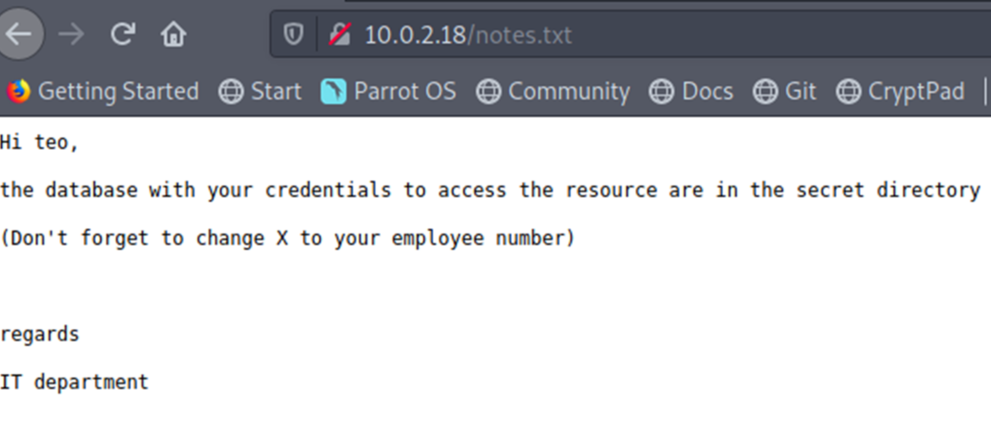 10.0.2.18/notes.txt
Getting Started Start Parrot OS Community Docs Git CryptPad
Hi teo,
the database with your credentials to access the resource are in the secret directory
(Don't forget to change X to your employee number)
regards
IT department